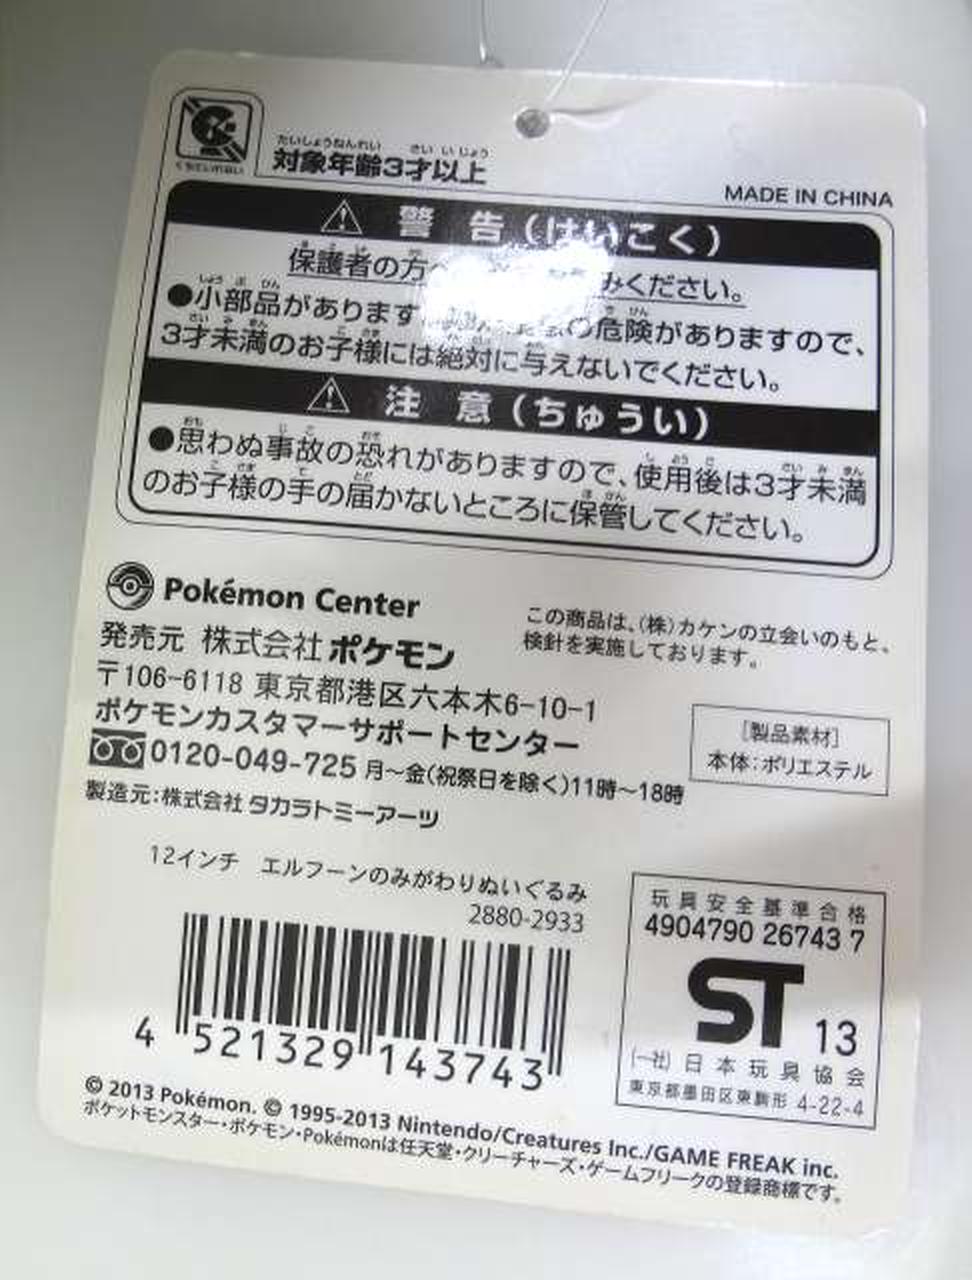 くちにいれない
たいしょうねんれい さい いじょう
対象年齢3才以上
MADE IN CHINA
警 告(けいこく)
保護者の方へ みください。
●小部品があります の危険がありますので、
3才未満のお子様には絶対に与えないでください。
注 意(ちゅうい)
●思わぬ事故の恐れがありますので、使用後は3才未満
のお子様の手の届かないところに保管してください。
Pokémon Center
発売元 株式会社ポケモン
〒106-6118 東京都港区六本木6-10-1
ポケモンカスタマーサポートセンター
0120-049-725 月～金(祝祭日を除く)11時～18時
製造元:株式会社 タカラトミーアーツ
この商品は、(株)カケンの立会いのもと、
検針を実施しております。
[製品素材]
本体:ポリエステル
12インチ エルフーンのみがわりぬいぐるみ
2880-2933
4 521329 143743
玩具安全基準合格
4904790 26743 7
ST 13
(一社)日本玩具協会
東京都墨田区東駒形 4-22-4
© 2013 Pokémon. © 1995-2013 Nintendo/Creatures Inc./GAME FREAK inc.
ポケットモンスター・ポケモン・Pokémonは任天堂・クリーチャーズ・ゲームフリークの登録商標です。